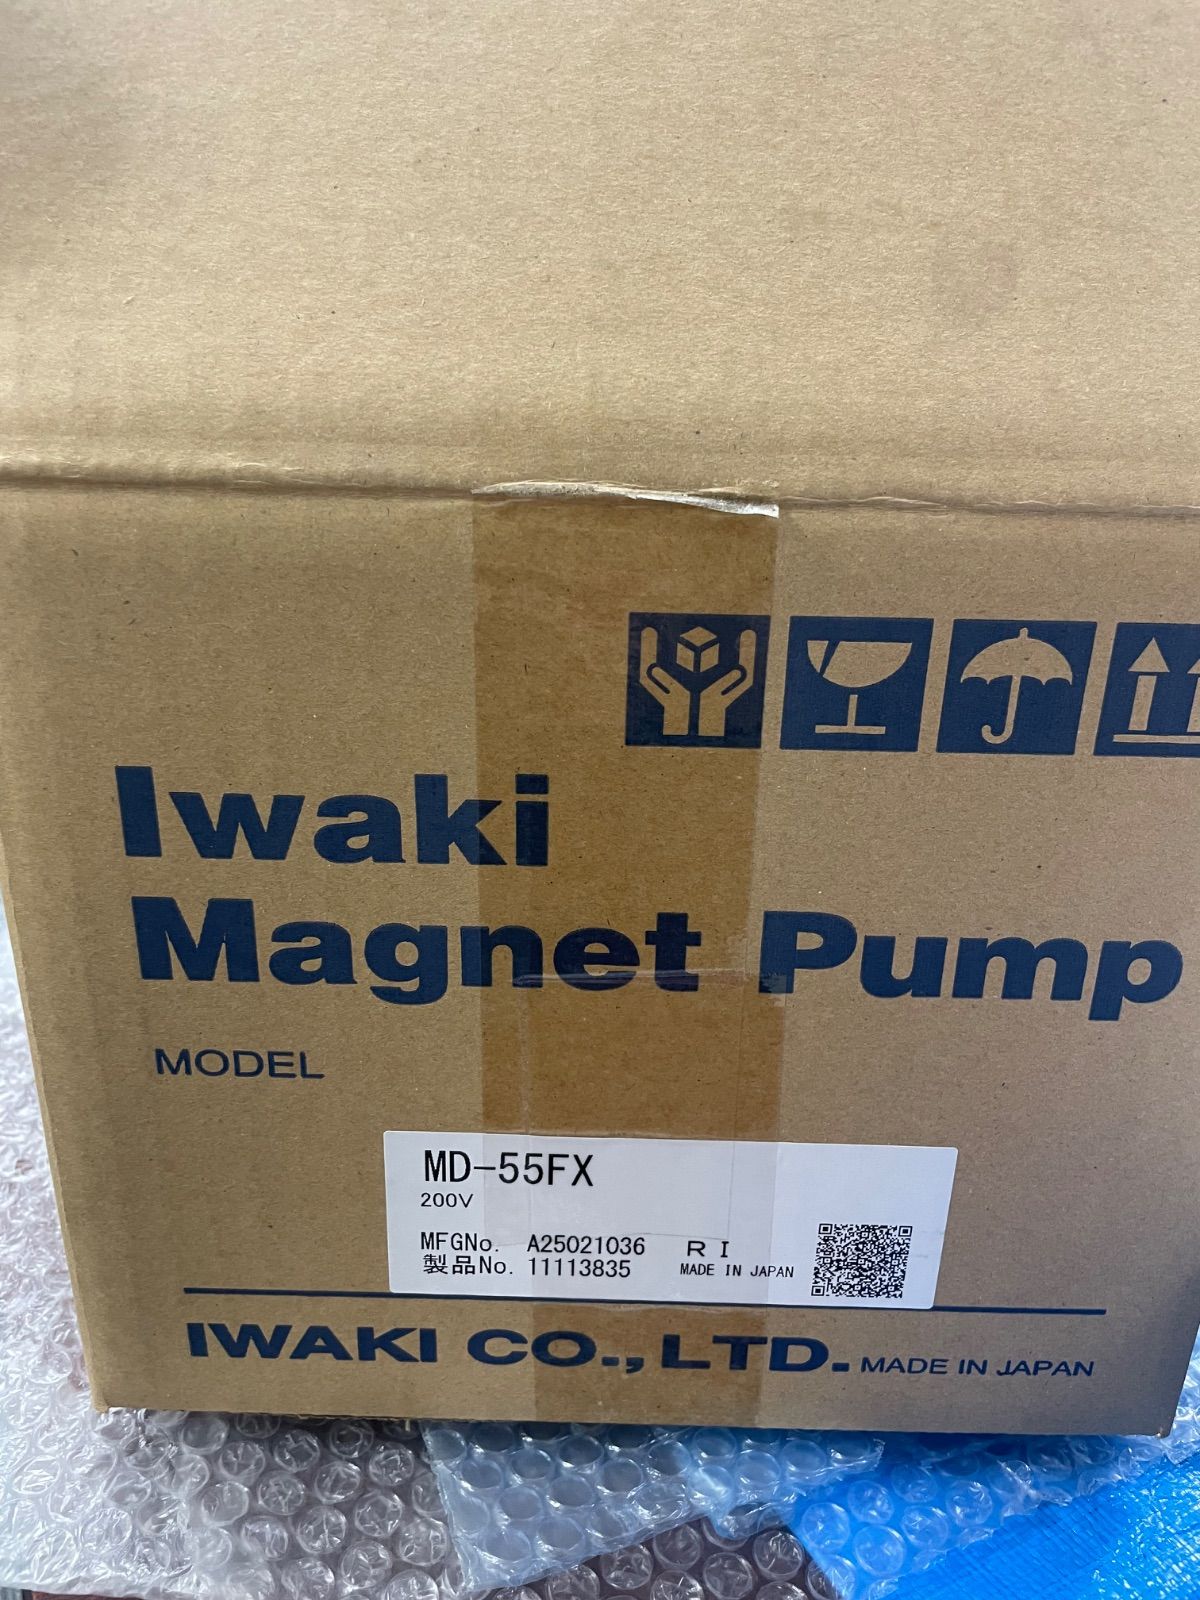 Iwaki
Magnet Pump
MODEL
MD-55FX
200V
MFGNo. A25021036 RI
製品No. 11113835 MADE IN JAPAN
IWAKI CO., LTD. MADE IN JAPAN